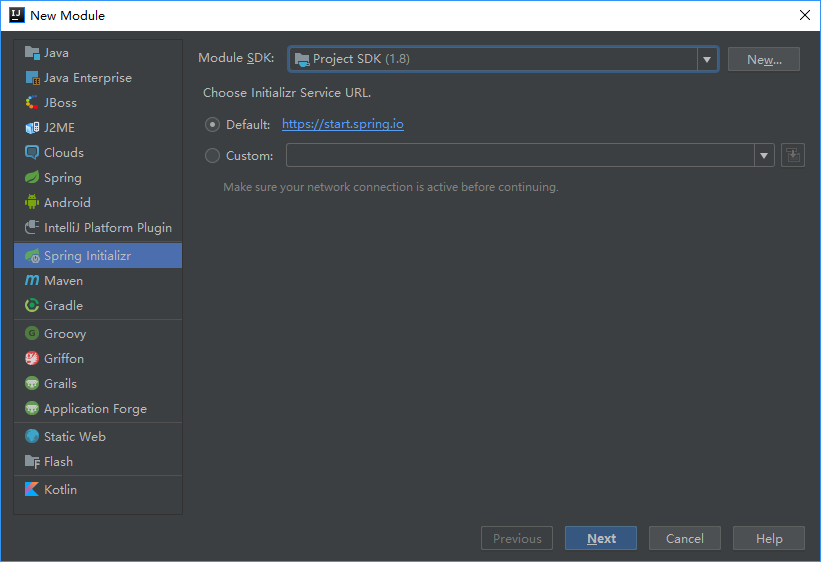 New Module
Java
Java Enterprise
JBoss
J2ME
Clouds
Spring
Android
IntelliJ Platform Plugin
Spring Initializr
Maven
Gradle
Groovy
Griffon
Grails
Application Forge
Static Web
Flash
Kotlin
Module SDK: Project SDK (1.8) New...
Choose Initializr Service URL.
Default: https://start.spring.io
Custom:
Make sure your network connection is active before continuing.
Previous Next Cancel Help